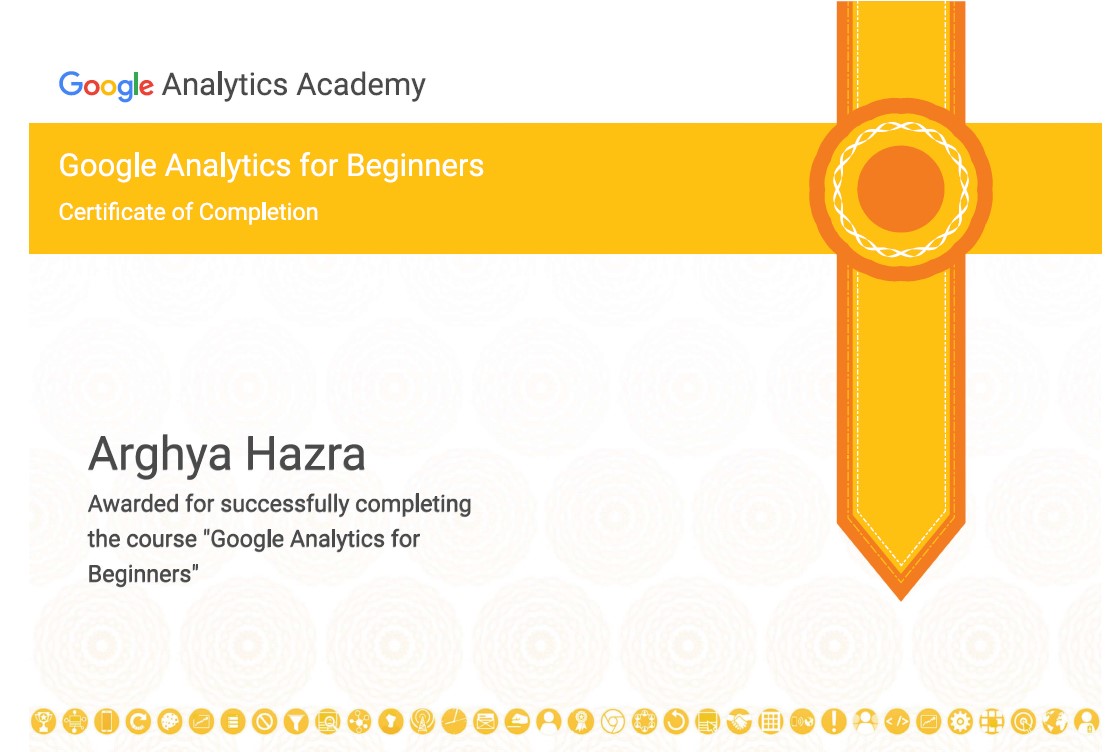 Google Analytics Academy
Google Analytics for Beginners
Certificate of Completion
Arghya Hazra
Awarded for successfully completing
the course "Google Analytics for
Beginners"